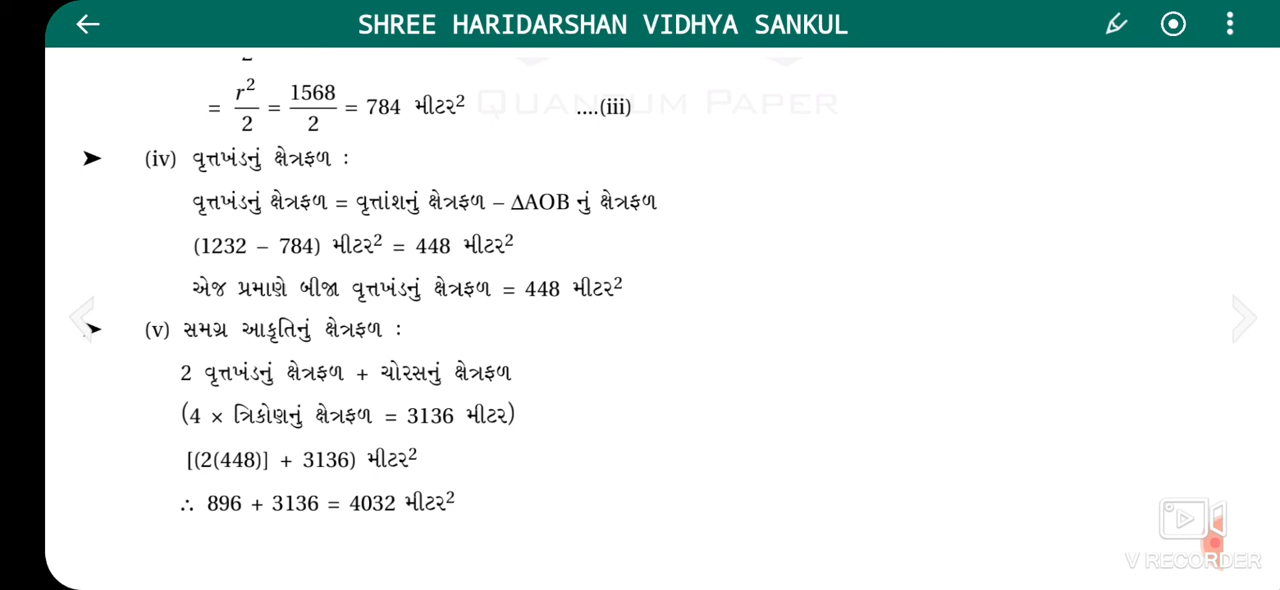 SHREE HARIDARSHAN VIDHYA SANKUL
QUANTUM PAPER
= r²/2 = 1568/2 = 784 મીટર² ....(iii)
➤ (iv) વૃત્તખંડનું ક્ષેત્રફળ :
વૃત્તખંડનું ક્ષેત્રફળ = વૃત્તાંશનું ક્ષેત્રફળ – ΔAOB નું ક્ષેત્રફળ
(1232 – 784) મીટર² = 448 મીટર²
એજ પ્રમાણે બીજા વૃત્તખંડનું ક્ષેત્રફળ = 448 મીટર²
➤ (v) સમગ્ર આકૃતિનું ક્ષેત્રફળ :
2 વૃત્તખંડનું ક્ષેત્રફળ + ચોરસનું ક્ષેત્રફળ
(4 × ત્રિકોણનું ક્ષેત્રફળ = 3136 મીટર)
[(2(448)] + 3136) મીટર²
∴ 896 + 3136 = 4032 મીટર²
V RECORDER